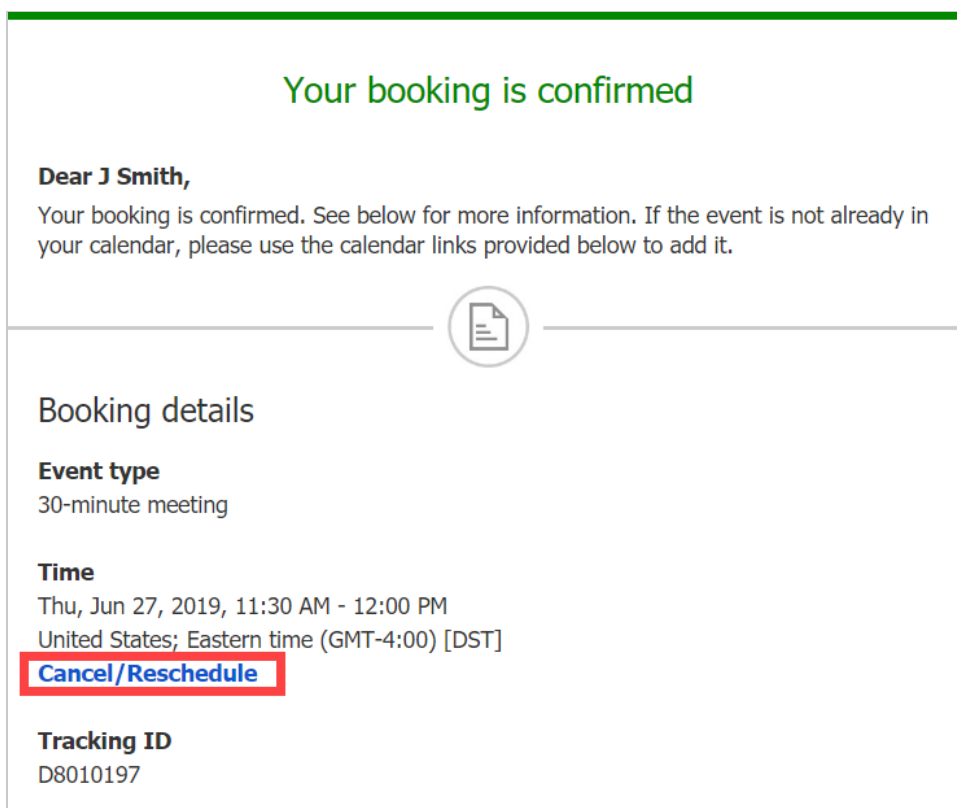 Your booking is confirmed
Dear J Smith,
Your booking is confirmed. See below for more information. If the event is not already in
your calendar, please use the calendar links provided below to add it.
Booking details
Event type
30-minute meeting
Time
Thu, Jun 27, 2019, 11:30 AM - 12:00 PM
United States; Eastern time (GMT-4:00) [DST]
Cancel/Reschedule
Tracking ID
D8010197